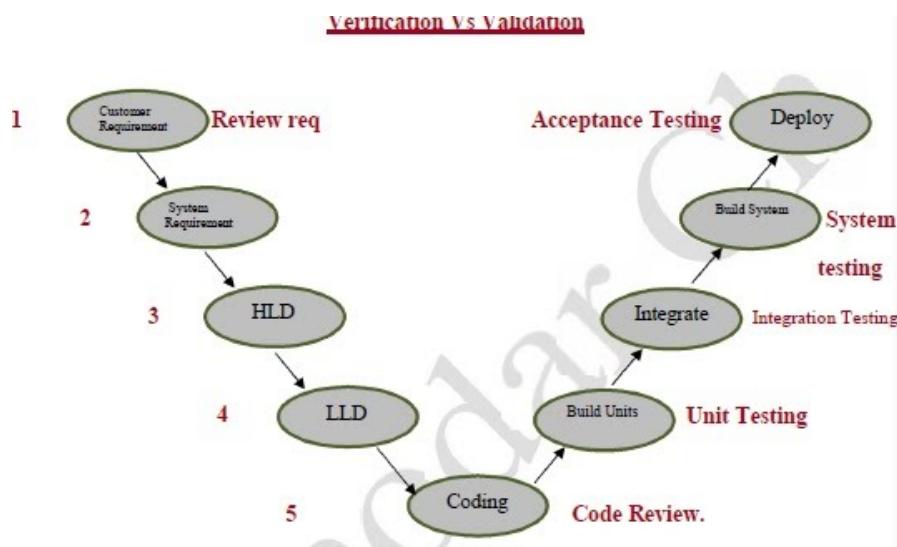 Verification Vs Validation
1
Customer
Requirement
Review req
Acceptance Testing
Deploy
2
System
Requirement
Build System
System
testing
3
HLD
Integrate
Integration Testing
4
LLD
Build Units
Unit Testing
5
Coding
Code Review.